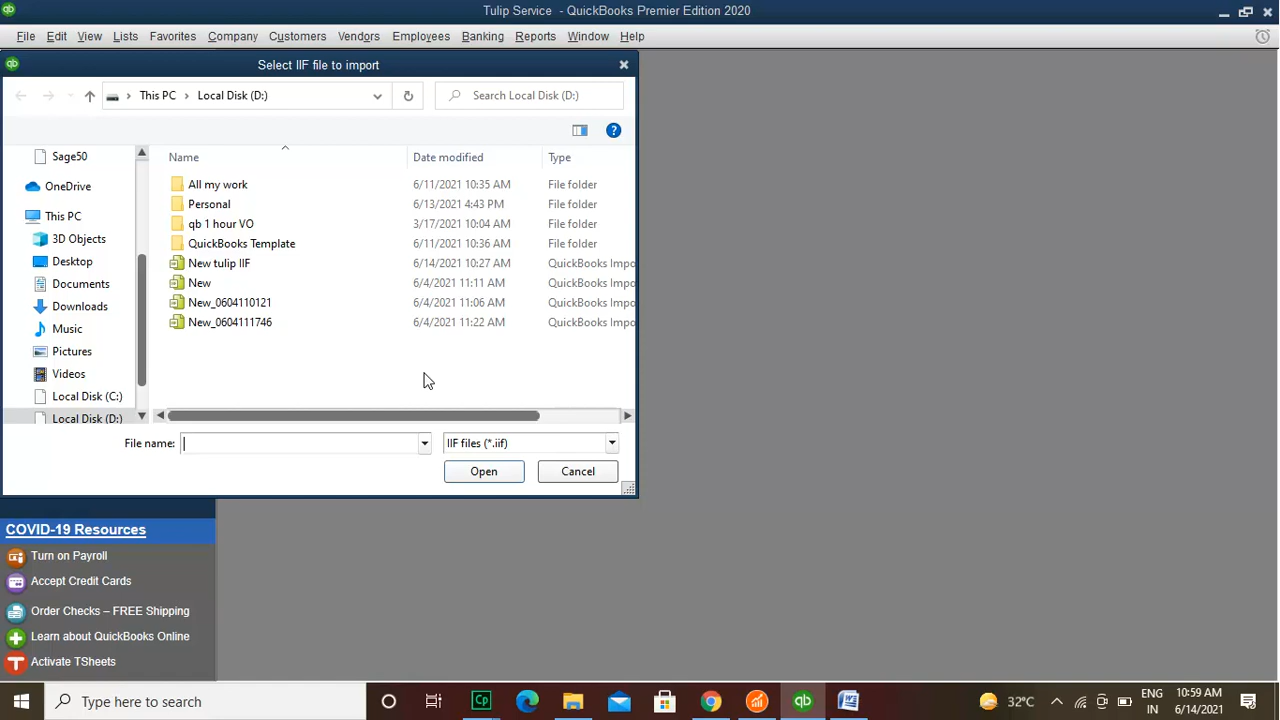 Tulip Service - QuickBooks Premier Edition 2020
File Edit View Lists Favorites Company Customers Vendors Employees Banking Reports Window Help
Select IIF file to import
This PC > Local Disk (D:)
Search Local Disk (D:)
Name Date modified Type
Sage50
OneDrive
This PC
3D Objects
Desktop
Documents
Downloads
Music
Pictures
Videos
Local Disk (C:)
Local Disk (D:)
All my work 6/11/2021 10:35 AM File folder
Personal 6/13/2021 4:43 PM File folder
qb 1 hour VO 3/17/2021 10:04 AM File folder
QuickBooks Template 6/11/2021 10:36 AM File folder
New tulip IIF 6/14/2021 10:27 AM QuickBooks Impo
New 6/4/2021 11:11 AM QuickBooks Impo
New_0604110121 6/4/2021 11:06 AM QuickBooks Impo
New_0604111746 6/4/2021 11:22 AM QuickBooks Impo
File name:
IIF files (*.iif)
Open Cancel
COVID-19 Resources
Turn on Payroll
Accept Credit Cards
Order Checks – FREE Shipping
Learn about QuickBooks Online
Activate TSheets
Type here to search
32°C
ENG
IN
10:59 AM
6/14/2021